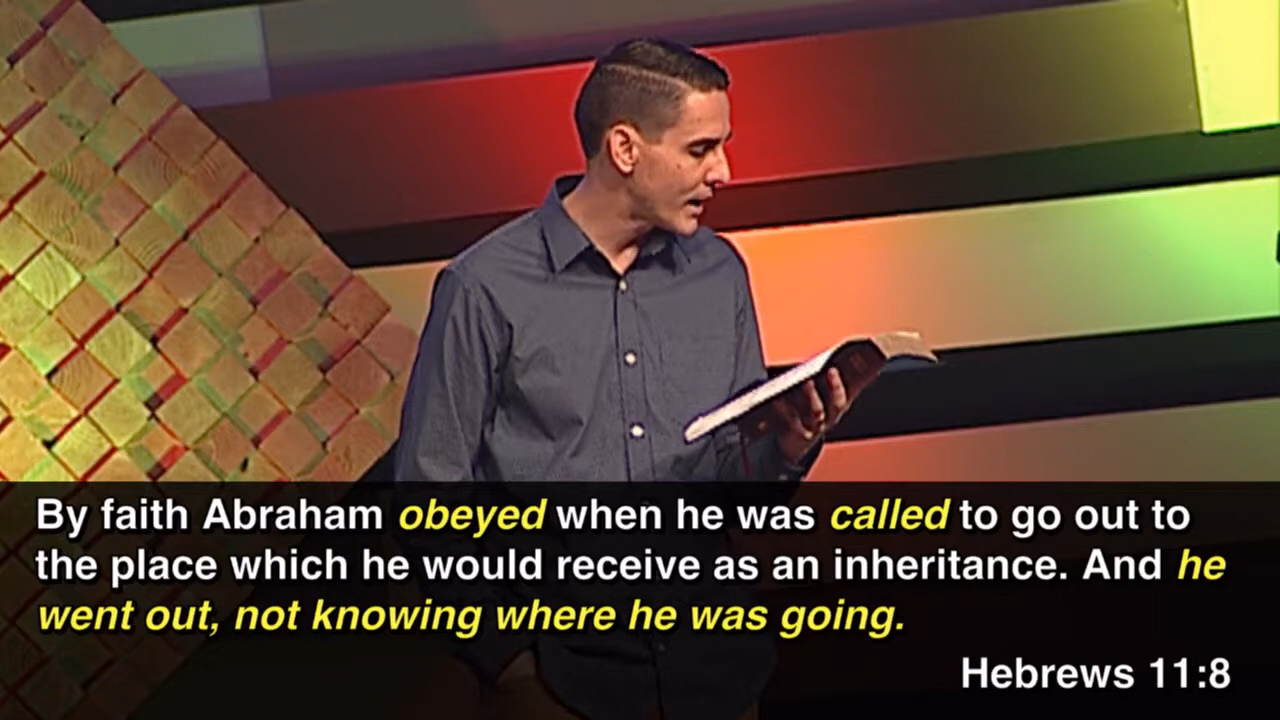 By faith Abraham obeyed when he was called to go out to
the place which he would receive as an inheritance. And he
went out, not knowing where he was going.
Hebrews 11:8